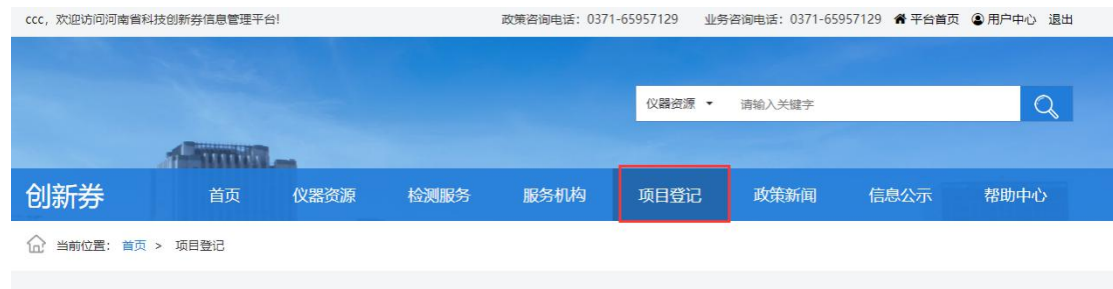 ccc, 欢迎访问河南省科技创新券信息管理平台! 政策咨询电话: 0371-65957129 业务咨询电话: 0371-65957129 平台首页 用户中心 退出
仪器资源 请输入关键字
创新券 首页 仪器资源 检测服务 服务机构 项目登记 政策新闻 信息公示 帮助中心
当前位置: 首页 > 项目登记